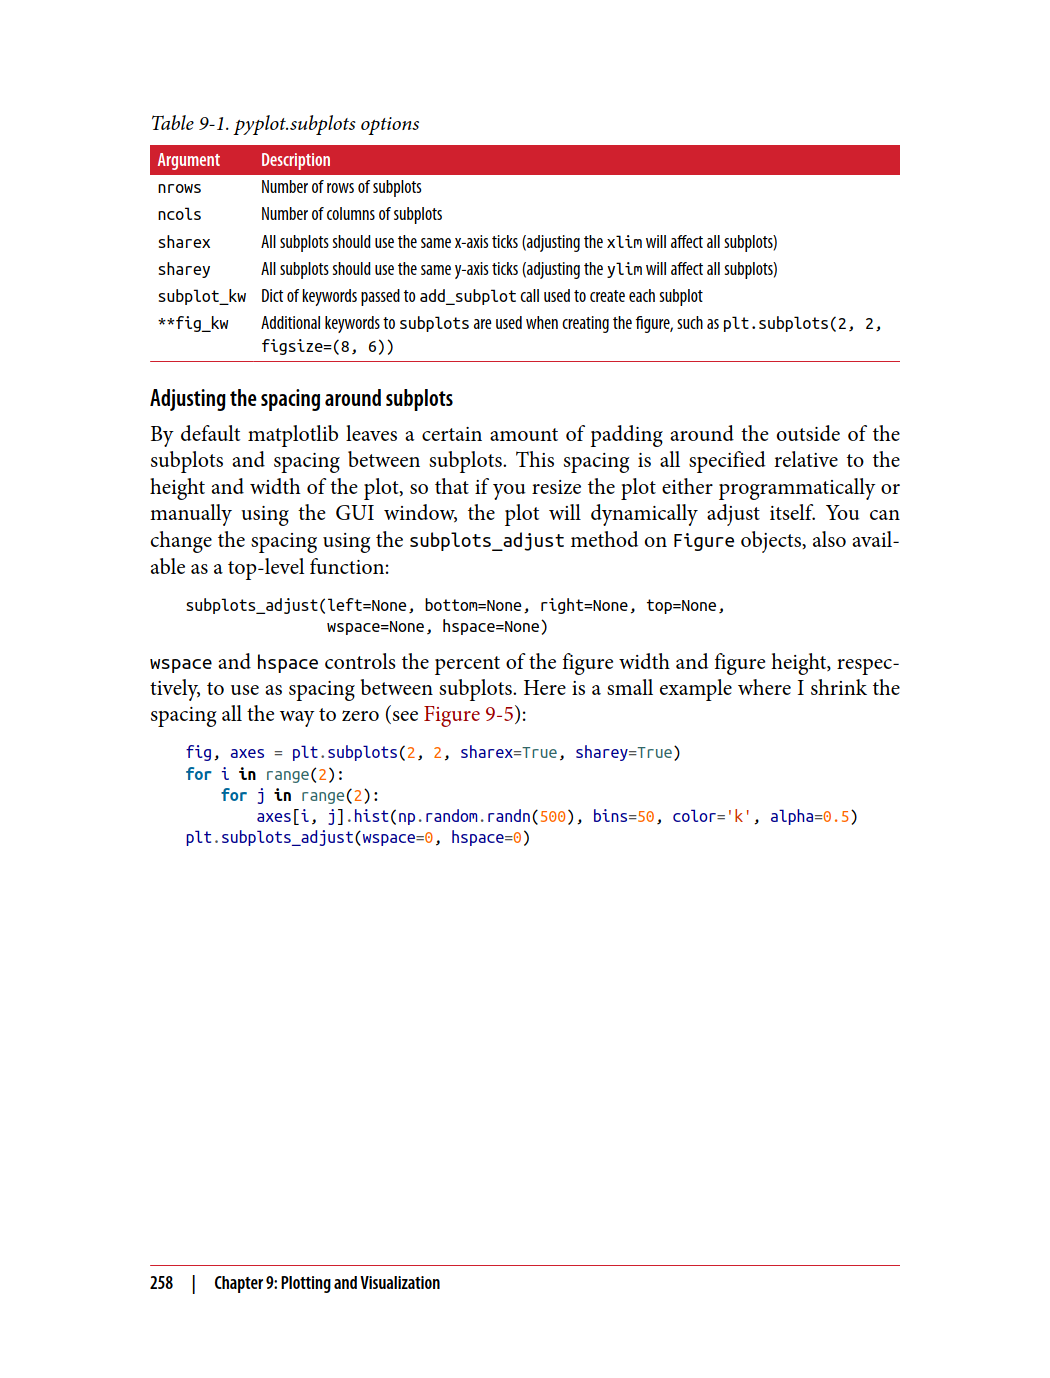 Table 9-1. pyplot.subplots options
Argument Description
nrows Number of rows of subplots
ncols Number of columns of subplots
sharex All subplots should use the same x-axis ticks (adjusting the xlim will affect all subplots)
sharey All subplots should use the same y-axis ticks (adjusting the ylim will affect all subplots)
subplot_kw Dict of keywords passed to add_subplot call used to create each subplot
**fig_kw Additional keywords to subplots are used when creating the figure, such as plt.subplots(2, 2,
figsize=(8, 6))
Adjusting the spacing around subplots
By default matplotlib leaves a certain amount of padding around the outside of the
subplots and spacing between subplots. This spacing is all specified relative to the
height and width of the plot, so that if you resize the plot either programmatically or
manually using the GUI window, the plot will dynamically adjust itself. You can
change the spacing using the subplots_adjust method on Figure objects, also avail-
able as a top-level function:
subplots_adjust(left=None, bottom=None, right=None, top=None,
wspace=None, hspace=None)
wspace and hspace controls the percent of the figure width and figure height, respec-
tively, to use as spacing between subplots. Here is a small example where I shrink the
spacing all the way to zero (see Figure 9-5):
fig, axes = plt.subplots(2, 2, sharex=True, sharey=True)
for i in range(2):
for j in range(2):
axes[i, j].hist(np.random.randn(500), bins=50, color='k', alpha=0.5)
plt.subplots_adjust(wspace=0, hspace=0)
258 | Chapter 9: Plotting and Visualization